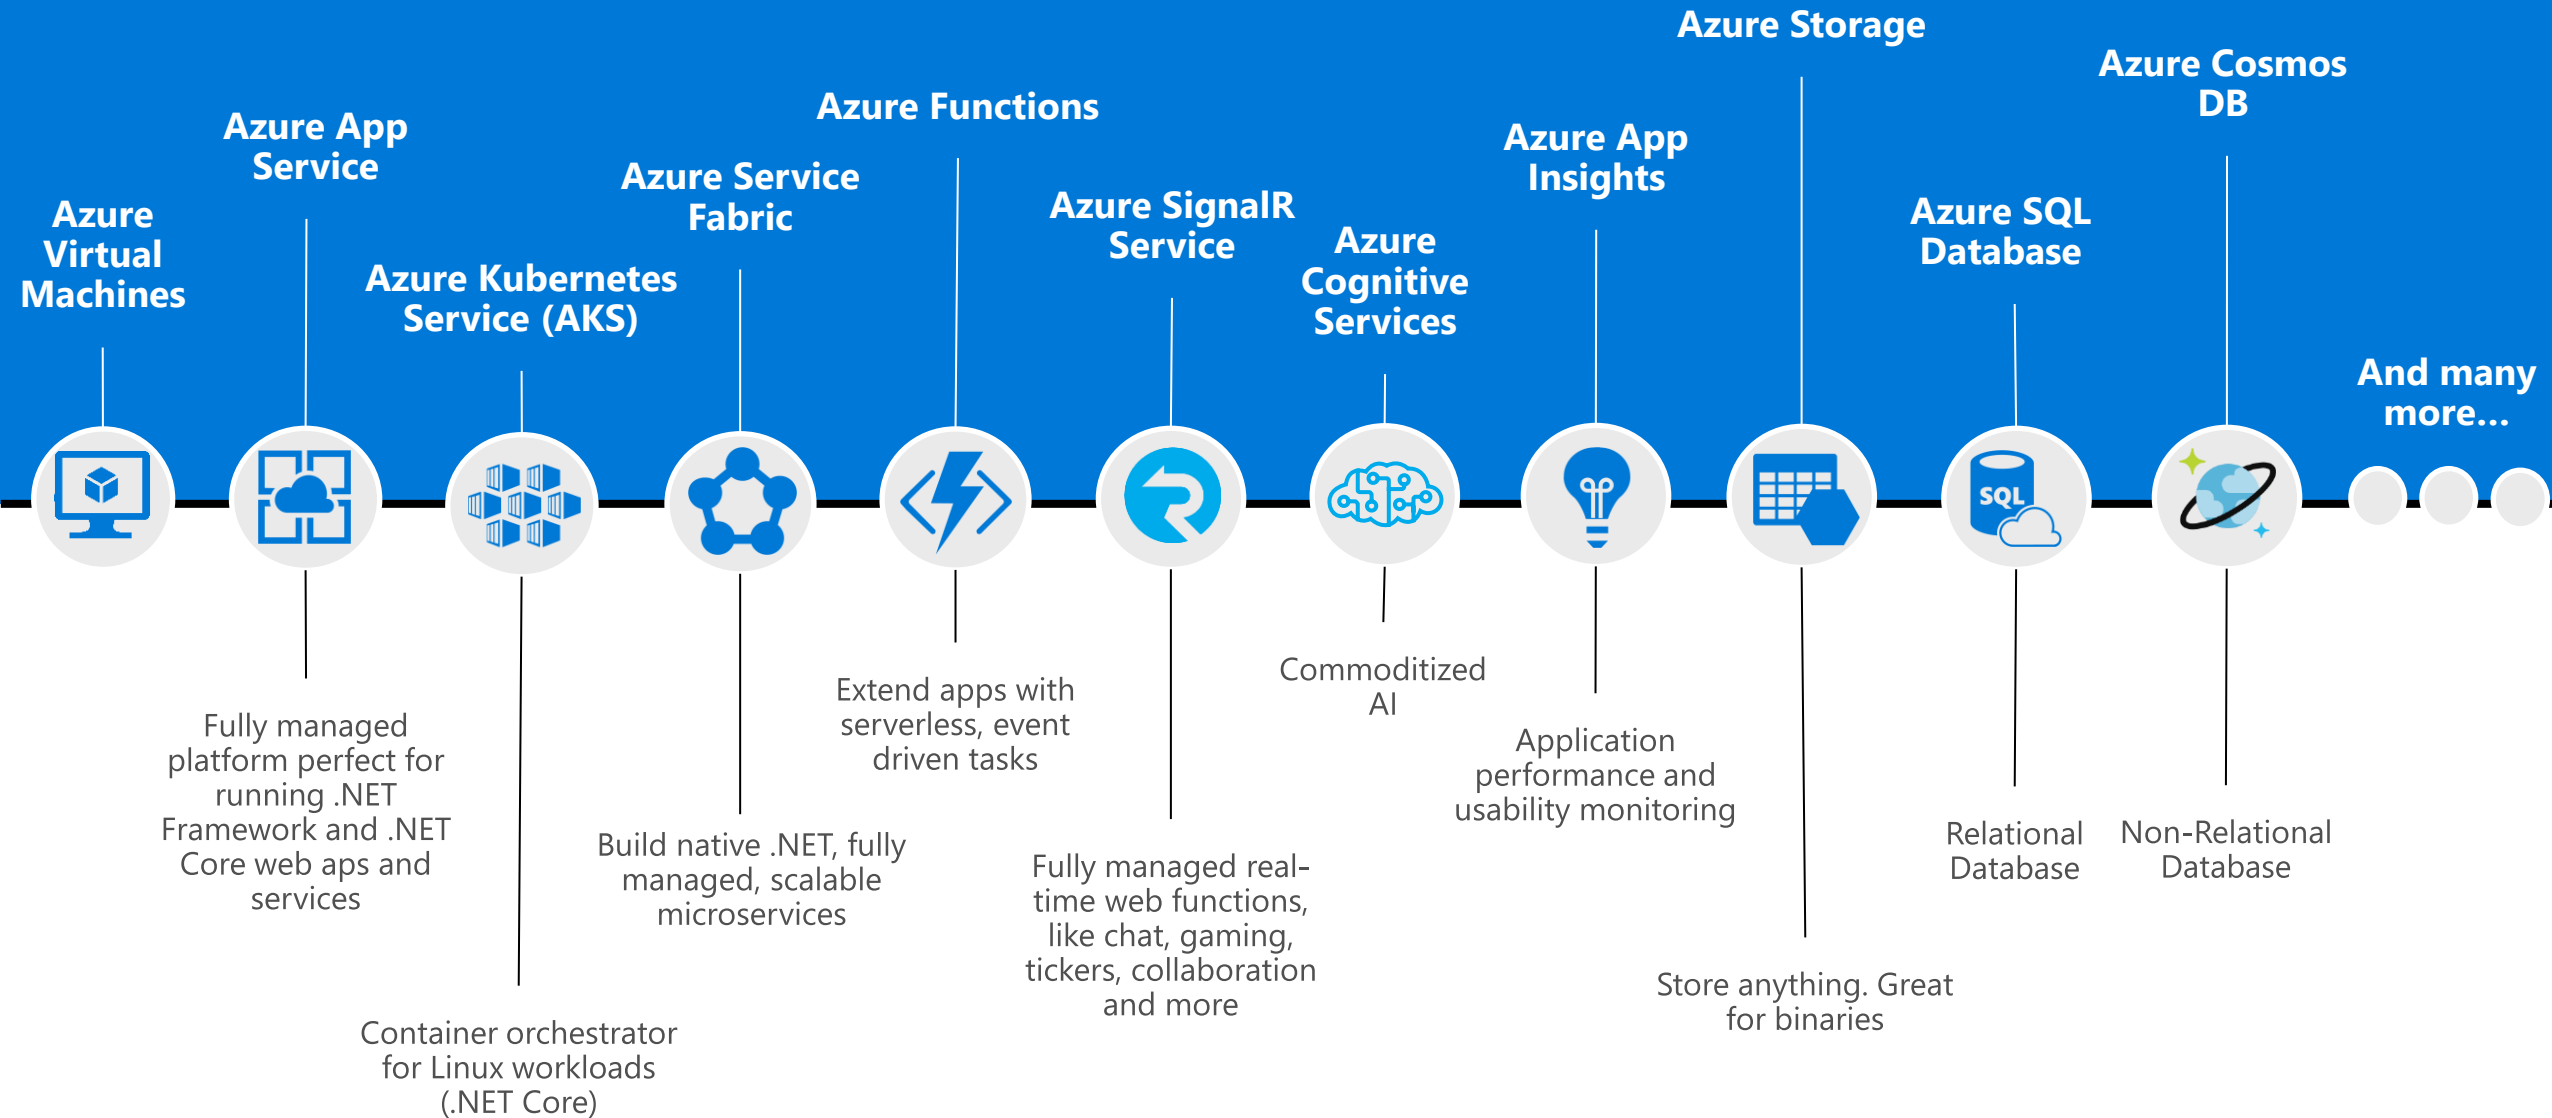 Azure
Virtual
Machines
Azure App
Service
Fully managed
platform perfect for
running .NET
Framework and .NET
Core web aps and
services
Azure Kubernetes
Service (AKS)
Container orchestrator
for Linux workloads
(.NET Core)
Azure Service
Fabric
Build native .NET, fully
managed, scalable
microservices
Azure Functions
Extend apps with
serverless, event
driven tasks
Azure SignalR
Service
Fully managed real-
time web functions,
like chat, gaming,
tickers, collaboration
and more
Azure
Cognitive
Services
Commoditized
AI
Azure App
Insights
Application
performance and
usability monitoring
Azure Storage
Store anything. Great
for binaries
Azure SQL
Database
SQL
Relational
Database
Azure Cosmos
DB
Non-Relational
Database
And many
more...